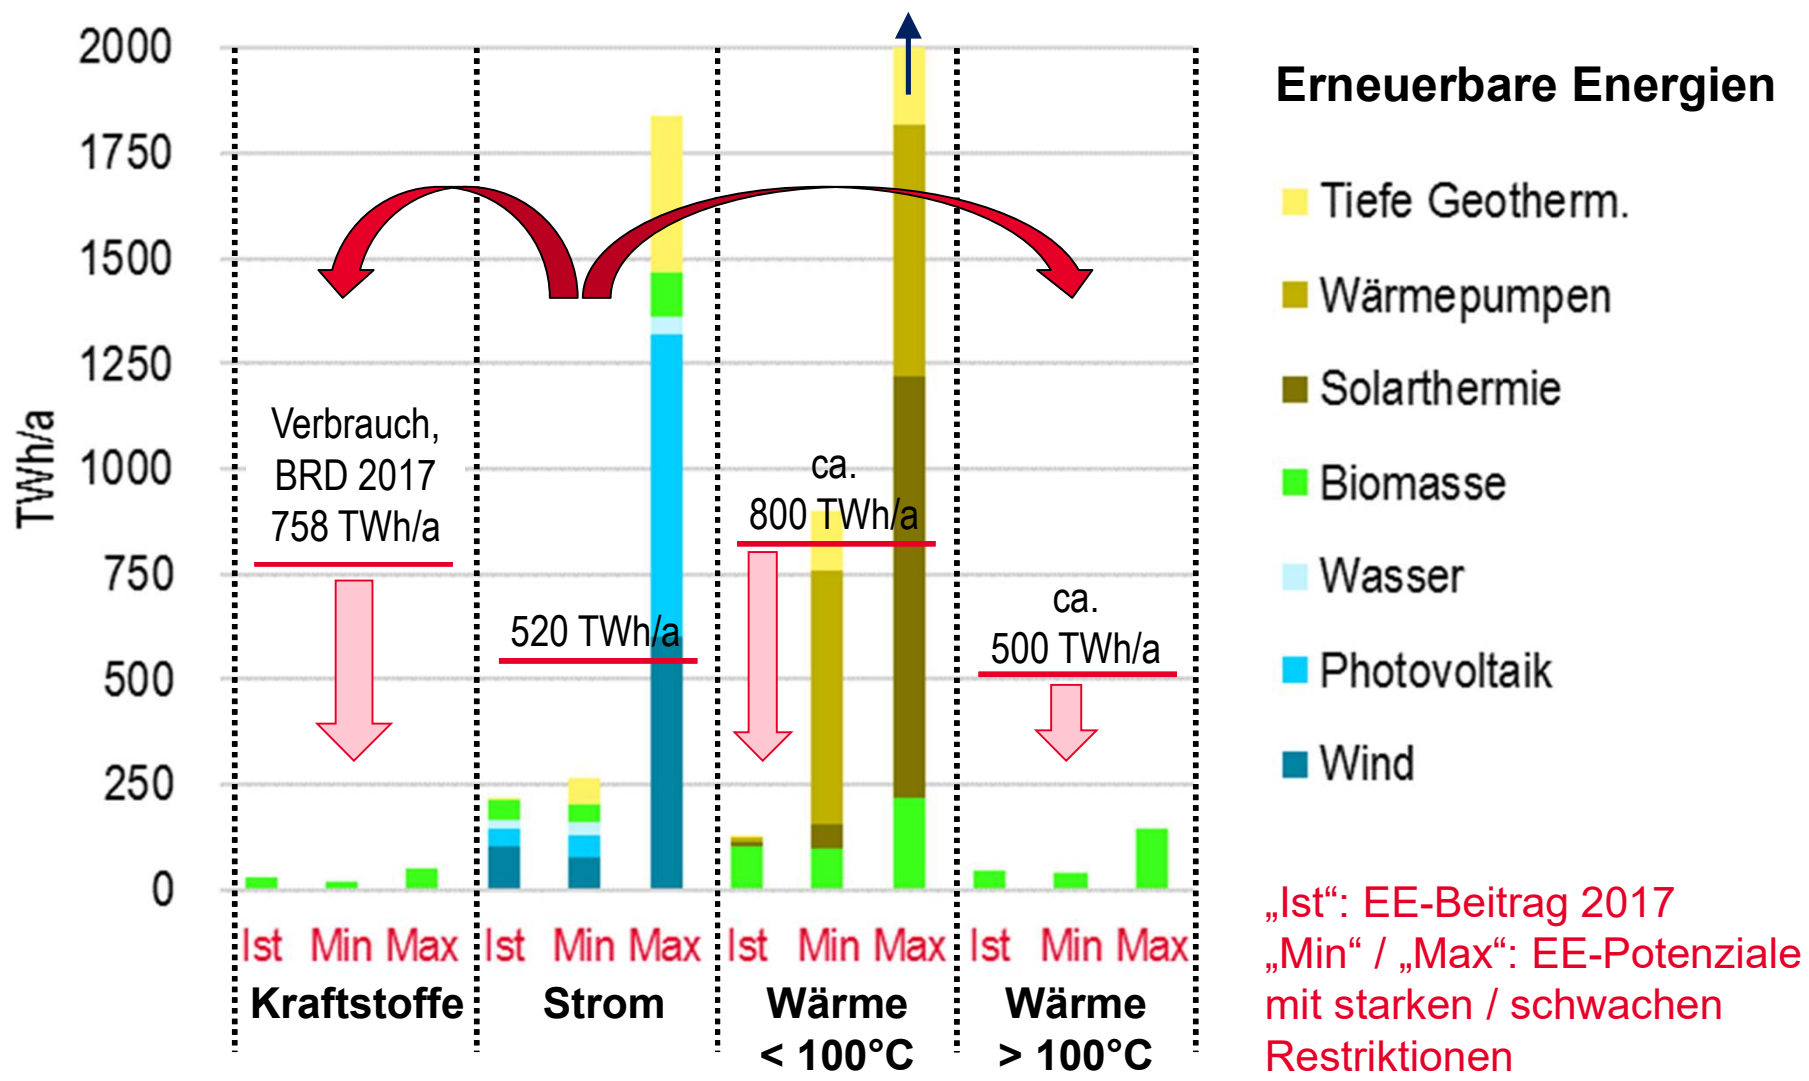 2000
1750
1500
1250
1000
750
500
250
0
TWh/a
Verbrauch,
BRD 2017
758 TWh/a
520 TWh/a
ca.
800 TWh/a
ca.
500 TWh/a
Ist Min Max Ist Min Max Ist Min Max Ist Min Max
Kraftstoffe
Strom
Wärme
< 100°C
Wärme
> 100°C
Erneuerbare Energien
Tiefe Geotherm.
Wärmepumpen
Solarthermie
Biomasse
Wasser
Photovoltaik
Wind
„Ist“: EE-Beitrag 2017
„Min“ / „Max“: EE-Potenziale
mit starken / schwachen
Restriktionen